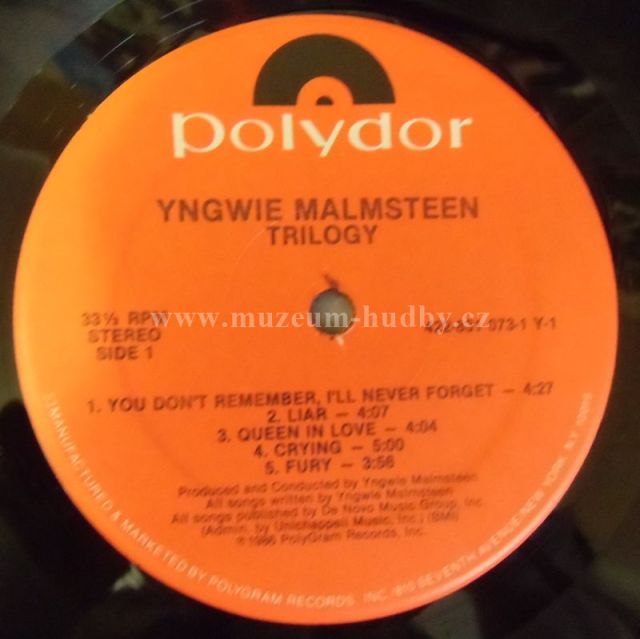 polydor
YNGWIE MALMSTEEN
TRILOGY
33⅓ RPM
STEREO
SIDE 1
www.muzeum-hudby.cz
073-1 Y-1
1. YOU DON'T REMEMBER, I'LL NEVER FORGET — 4:27
2. LIAR — 4:07
3. QUEEN IN LOVE — 4:04
4. CRYING — 5:00
5. FURY — 3:56
Produced and Conducted by Yngwie Malmsteen
All songs written by Yngwie Malmsteen
All songs published by De Novo Music Group, Inc.
(Admin. by Unichappell Music, Inc.) (BMI)
℗ 1986 PolyGram Records, Inc.
MANUFACTURED & MARKETED BY POLYGRAM RECORDS, INC. 810 SEVENTH AVENUE/NEW YORK, N.Y. 10019